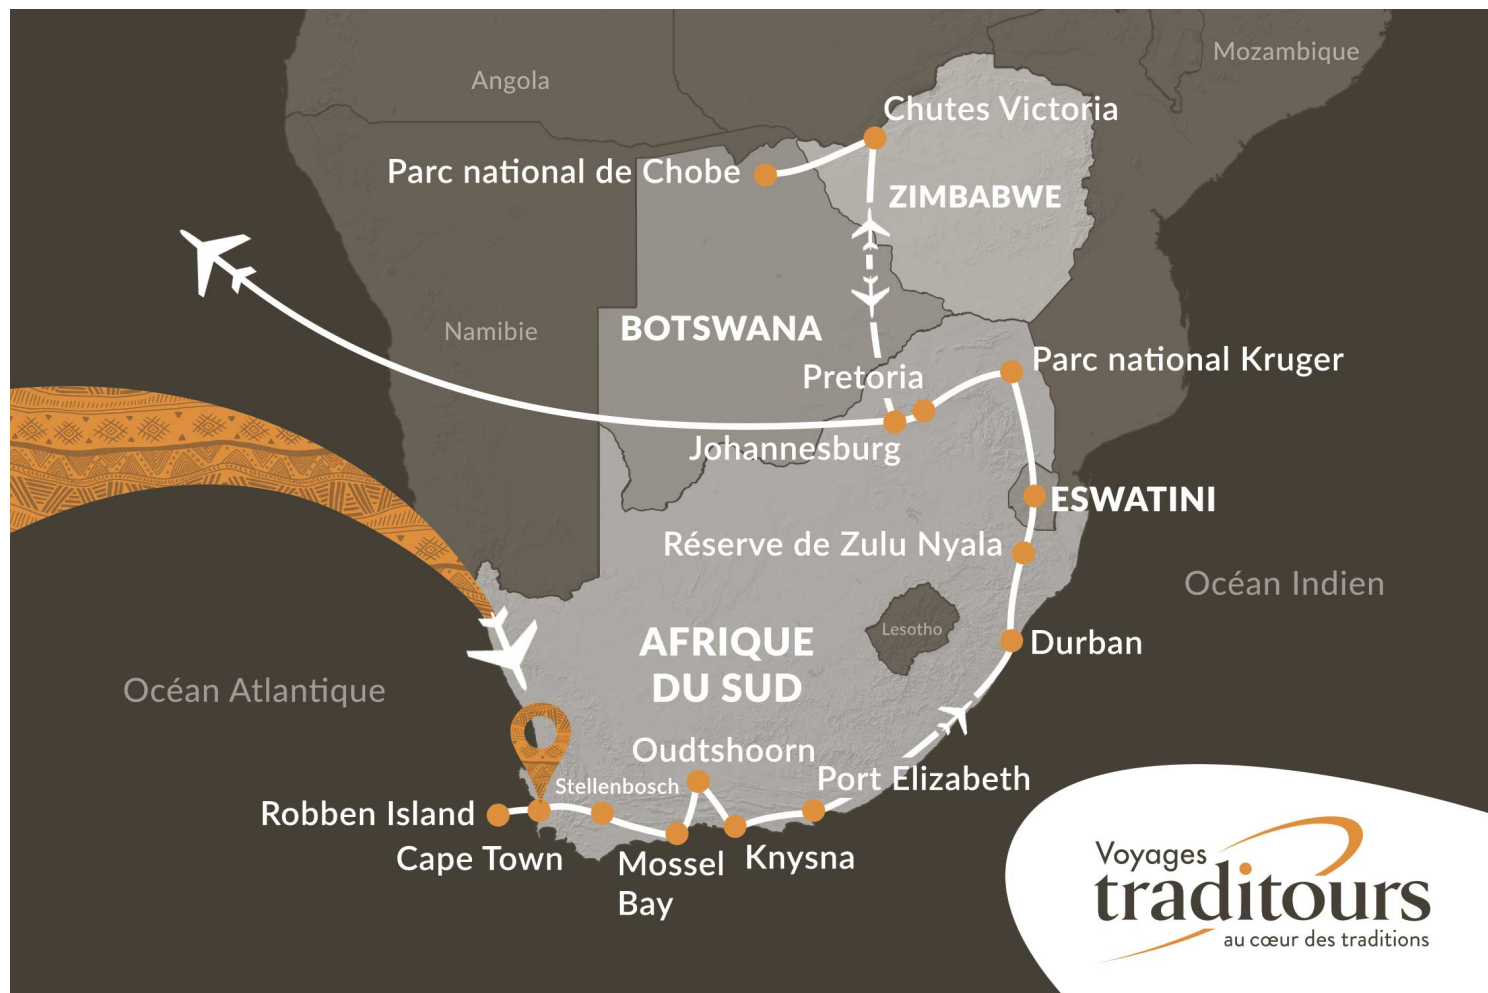 Mozambique
Angola
Chutes Victoria
Parc national de Chobe
ZIMBABWE
BOTSWANA
Namibie
Parc national Kruger
Pretoria
Johannesburg
ESWATINI
Réserve de Zulu Nyala
Océan Indien
Lesotho
AFRIQUE
DU SUD
Durban
Océan Atlantique
Oudtshoorn
Port Elizabeth
Stellenbosch
Robben Island
Cape Town
Mossel
Bay
Knysna
Voyages
traditours
au cœur des traditions